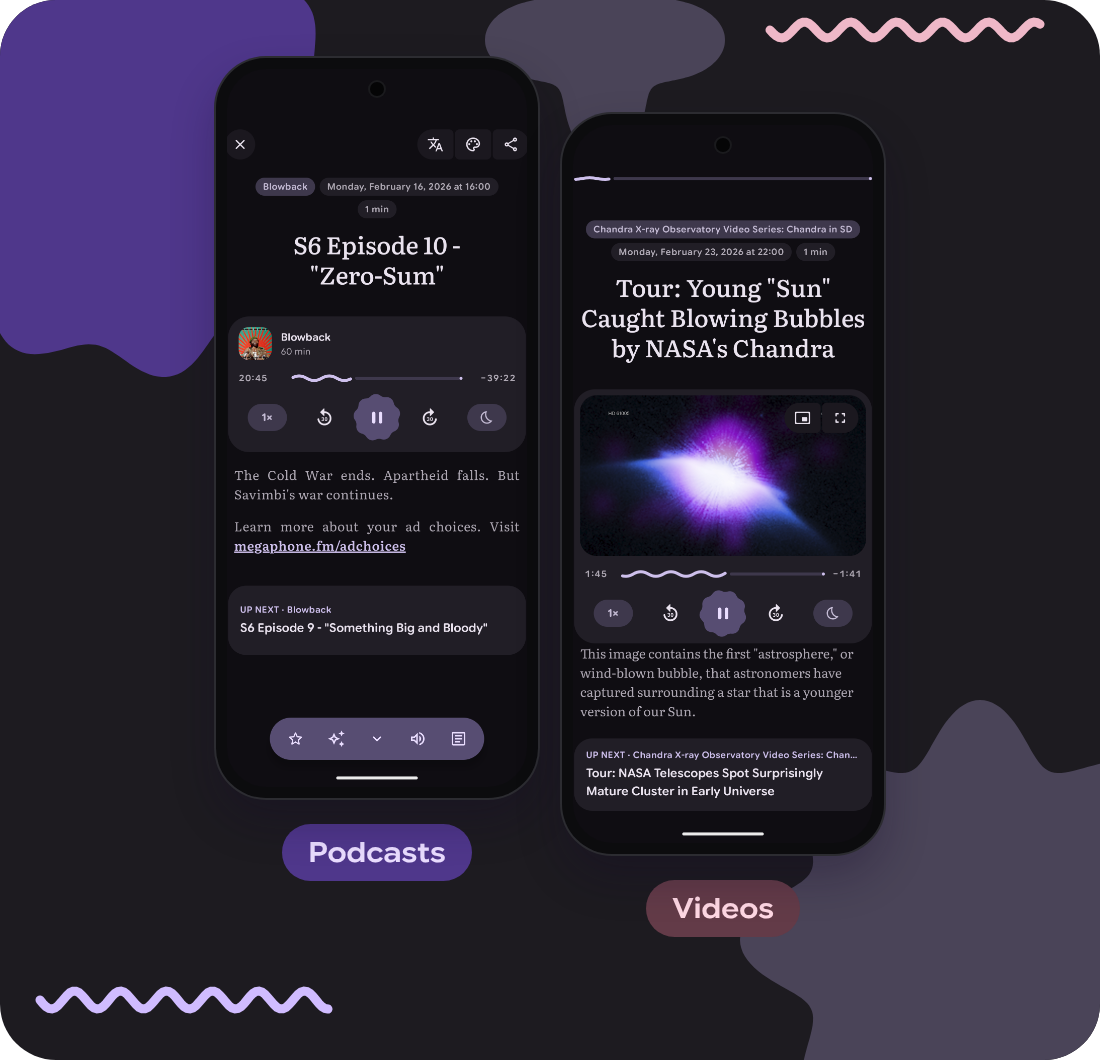 Blowback
Monday, February 16, 2026 at 16:00
1 min
S6 Episode 10 -
"Zero-Sum"
Blowback
60 min
20:45
-39:22
1×
30
30
The Cold War ends. Apartheid falls. But
Savimbi's war continues.
Learn more about your ad choices. Visit
megaphone.fm/adchoices
UP NEXT · Blowback
S6 Episode 9 - "Something Big and Bloody"
Podcasts
Chandra X-ray Observatory Video Series: Chandra in SD
Monday, February 23, 2026 at 22:00
1 min
Tour: Young "Sun"
Caught Blowing Bubbles
by NASA's Chandra
1:45
-1:41
1×
30
30
This image contains the first "astrosphere," or
wind-blown bubble, that astronomers have
captured surrounding a star that is a younger
version of our Sun.
UP NEXT · Chandra X-ray Observatory Video Series: Chan...
Tour: NASA Telescopes Spot Surprisingly
Mature Cluster in Early Universe
Videos